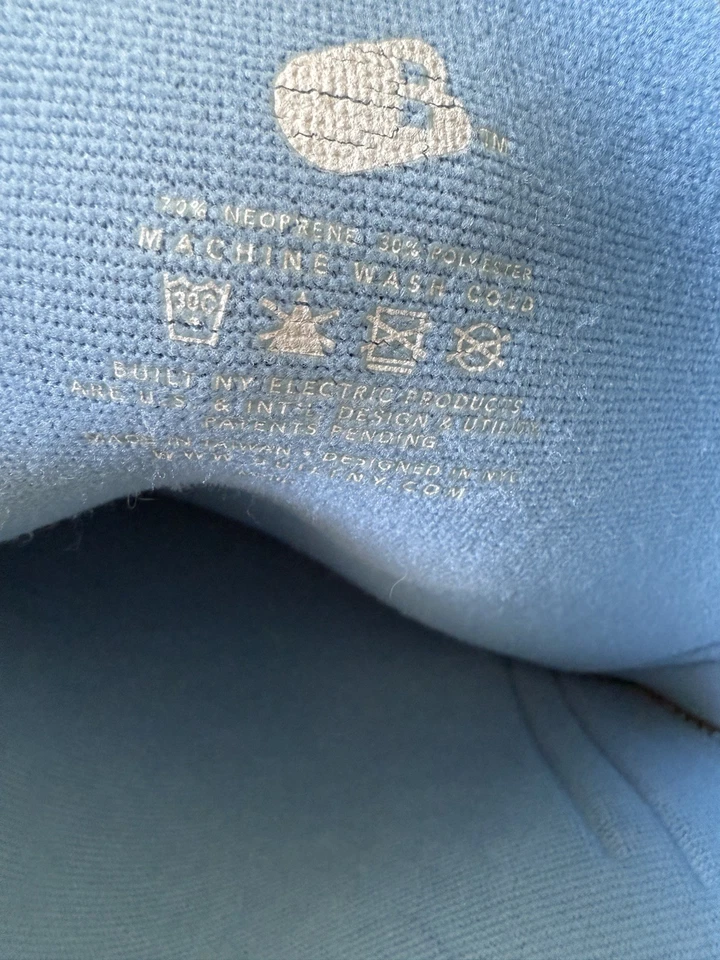 B
TM
70% NEOPRENE 30% POLYESTER
MACHINE WASH COLD
30C
BUILT NY ELECTRIC PRODUCTS
ARE U.S. & INT'L DESIGN & UTILITY
PATENTS PENDING
MADE IN TAIWAN • DESIGNED IN NYC
WWW.BUILTNY.COM